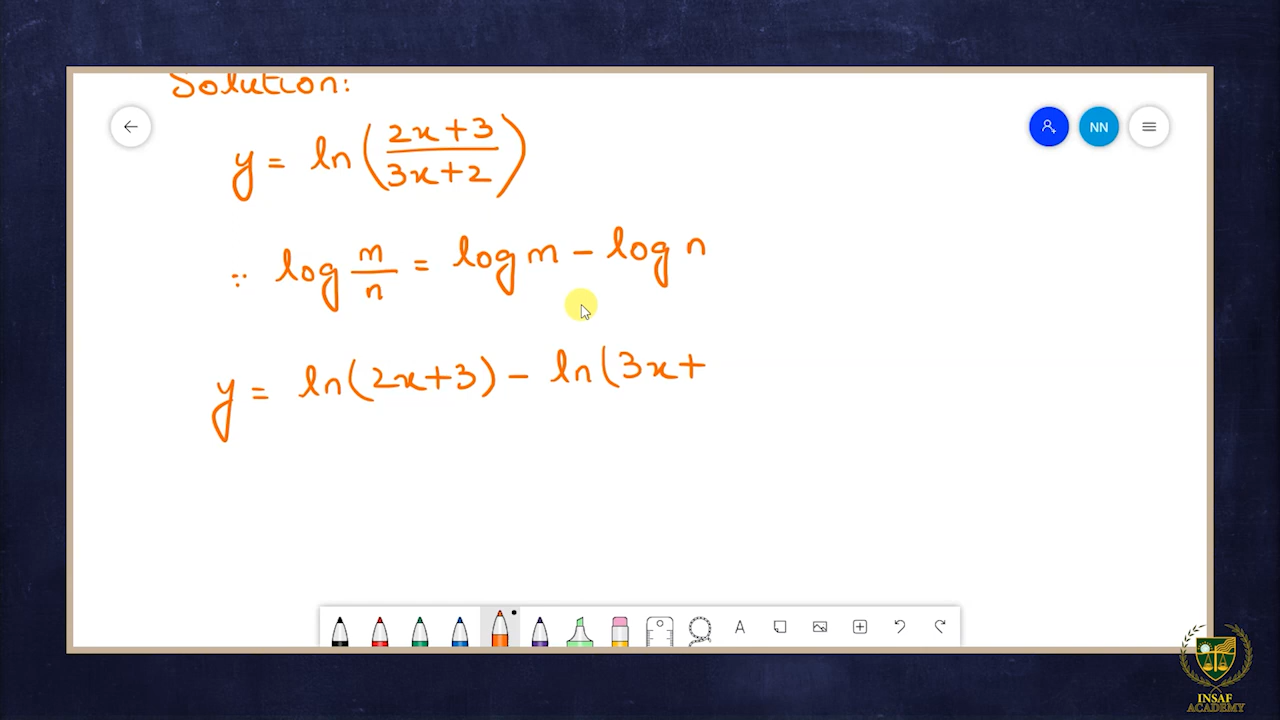 Solution:
y = ln(2x+3/3x+2)
∵ log m/n = log m - log n
y = ln(2x+3) - ln(3x+
NN
A
INSAF
ACADEMY